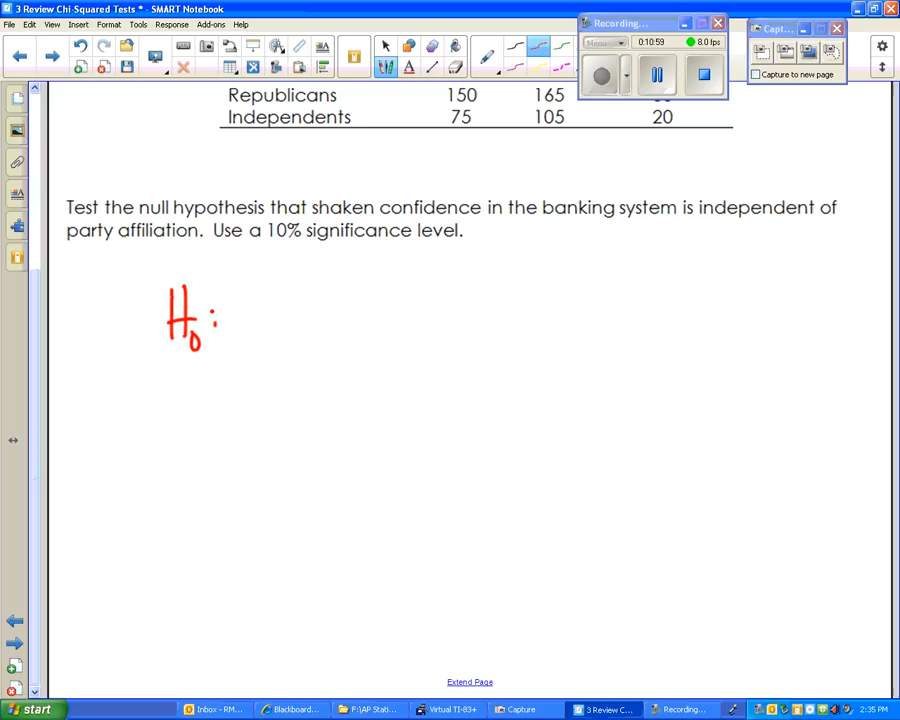 3 Review Chi-Squared Tests * - SMART Notebook
File Edit View Insert Format Tools Response Add-ons Help
Recording...
Menu
0:10:59
8.0 fps
Capt...
Capture to new page
Republicans 150 165
Independents 75 105 20
Test the null hypothesis that shaken confidence in the banking system is independent of
party affiliation. Use a 10% significance level.
H0 :
Extend Page
start
Inbox - RM...
Blackboard...
F:\AP Stati...
Virtual TI-83+
Capture
3 Review C...
Recording...
2:35 PM